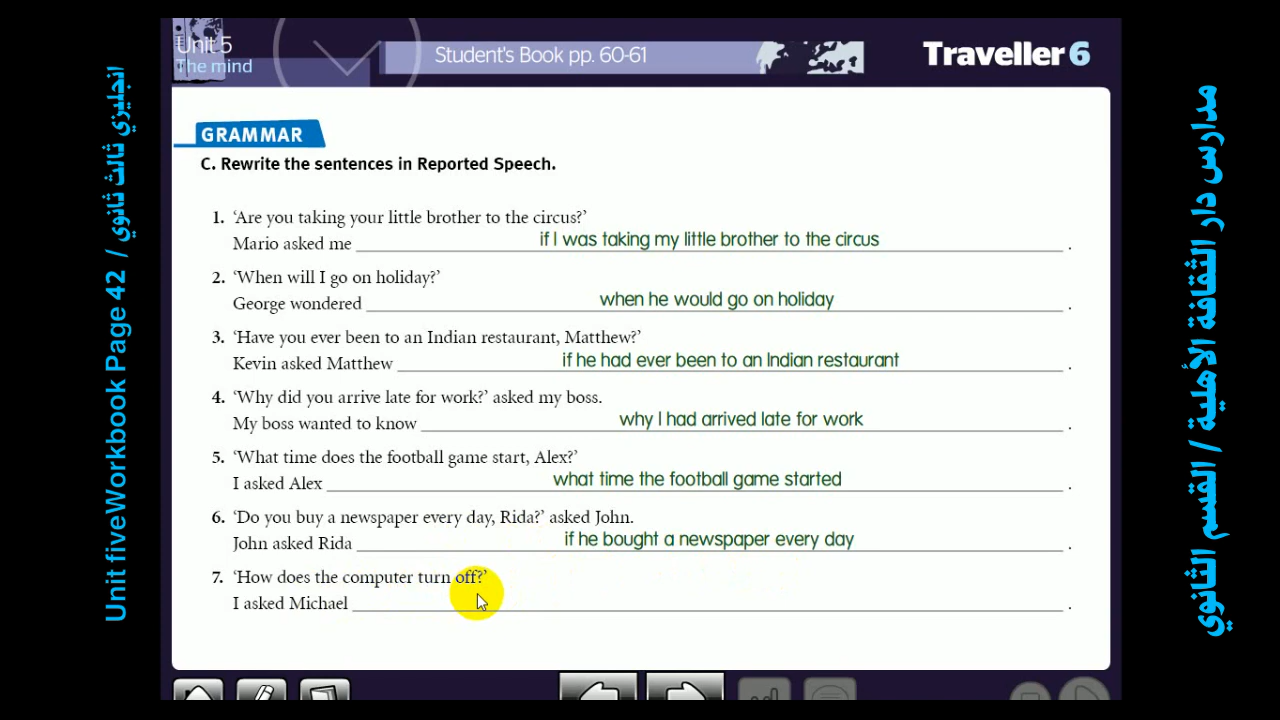 Unit 5
The mind
Student's Book pp. 60-61
Traveller 6
GRAMMAR
C. Rewrite the sentences in Reported Speech.
1. ‘Are you taking your little brother to the circus?’
Mario asked me if I was taking my little brother to the circus.
2. ‘When will I go on holiday?’
George wondered when he would go on holiday.
3. ‘Have you ever been to an Indian restaurant, Matthew?’
Kevin asked Matthew if he had ever been to an Indian restaurant.
4. ‘Why did you arrive late for work?’ asked my boss.
My boss wanted to know why I had arrived late for work.
5. ‘What time does the football game start, Alex?’
I asked Alex what time the football game started.
6. ‘Do you buy a newspaper every day, Rida?’ asked John.
John asked Rida if he bought a newspaper every day.
7. ‘How does the computer turn off?’
I asked Michael .
Unit fiveWorkbook Page 42 / انجليزي ثالث ثانوي
مدارس دار الثقافة الأهلية / القسم الثانوي